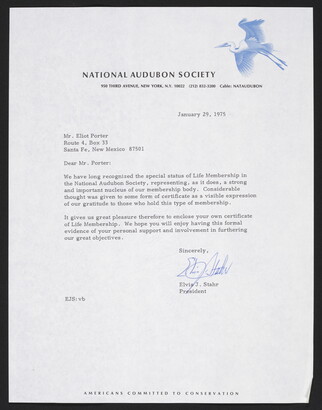 NATIONAL AUDUBON SOCIETY
950 THIRD AVENUE, NEW YORK, N.Y. 10022 (212) 832-3200 Cable: NATAUDUBON
January 29, 1975
Mr. Eliot Porter
Route 4, Box 33
Santa Fe, New Mexico 87501
Dear Mr. Porter:
We have long recognized the special status of Life Membership in
the National Audubon Society, representing, as it does, a strong
and important nucleus of our membership body. Considerable
thought was given to some form of certificate as a visible expression
of our gratitude to those who hold this type of membership.
It gives us great pleasure therefore to enclose your own certificate
of Life Membership. We hope you will enjoy having this formal
evidence of your personal support and involvement in furthering
our great objectives.
Sincerely,
Elvis J. Stahr
Elvis J. Stahr
President
EJS:vb
AMERICANS COMMITTED TO CONSERVATION